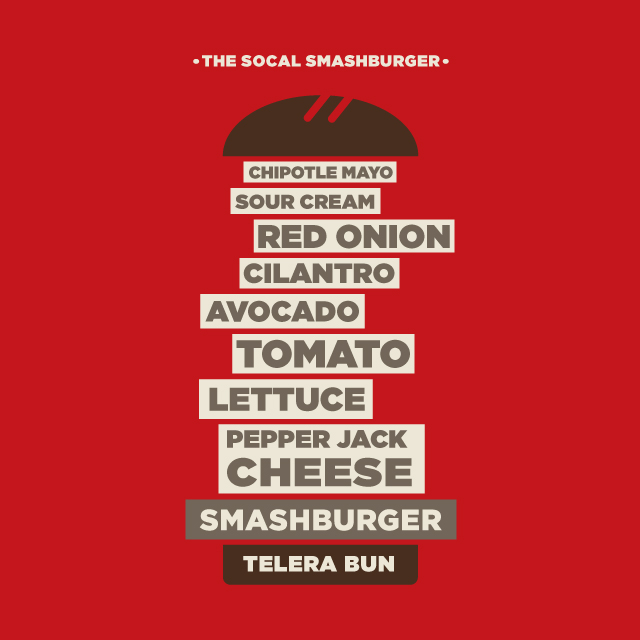 • THE SOCAL SMASHBURGER •
CHIPOTLE MAYO
SOUR CREAM
RED ONION
CILANTRO
AVOCADO
TOMATO
LETTUCE
PEPPER JACK
CHEESE
SMASHBURGER
TELERA BUN